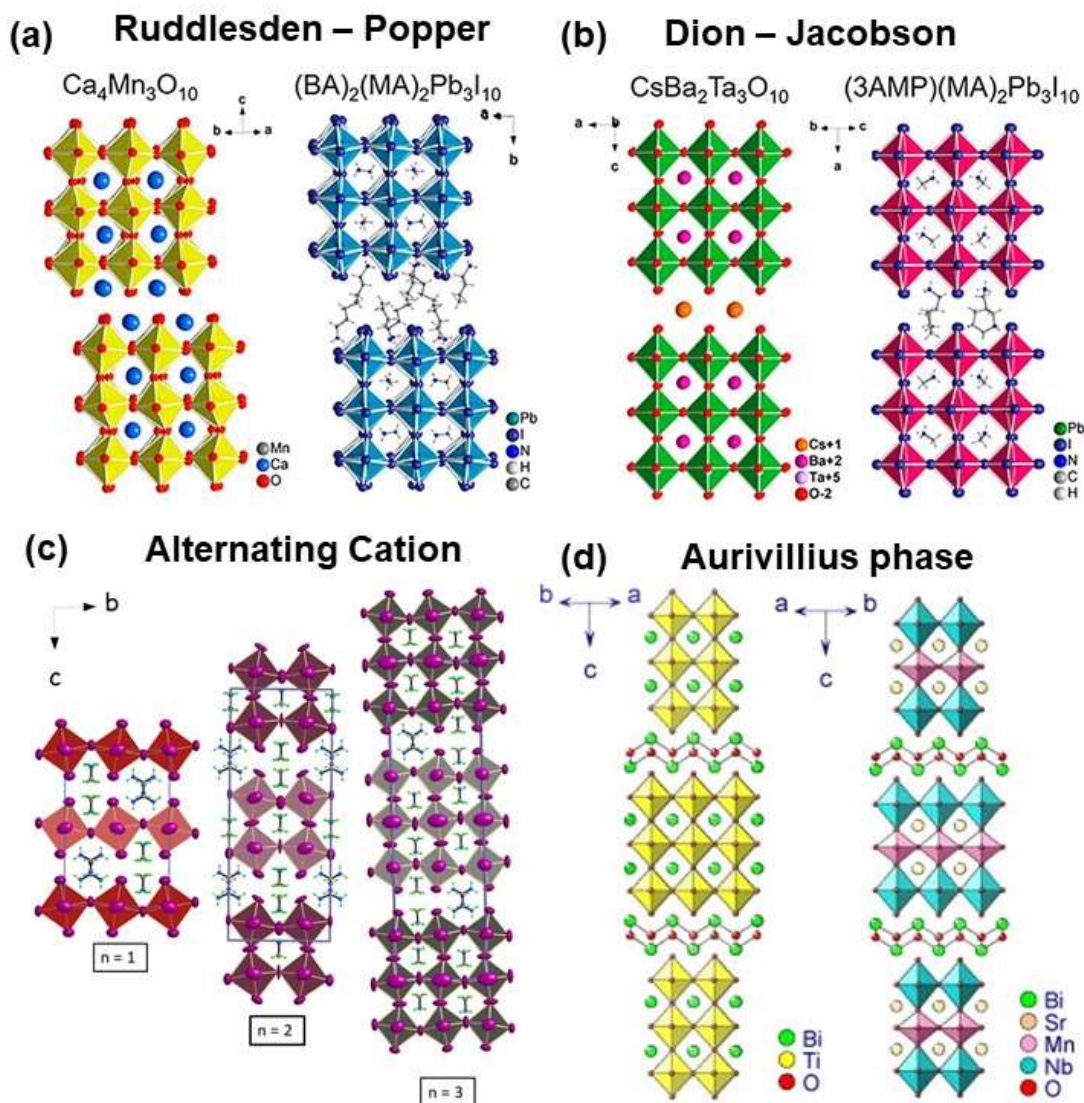 (a) Ruddlesden – Popper
Ca₄Mn₃O₁₀
(BA)₂(MA)₂Pb₃I₁₀
c
b a
a
b
Mn
Ca
O
Pb
I
N
H
C
(b) Dion – Jacobson
CsBa₂Ta₃O₁₀
(3AMP)(MA)₂Pb₃I₁₀
a b
c
b c
a
Cs+1
Ba+2
Ta+5
O-2
Pb
I
N
C
H
(c) Alternating Cation
b
c
n = 1
n = 2
n = 3
(d) Aurivillius phase
b a
c
a b
c
Bi
Ti
O
Bi
Sr
Mn
Nb
O